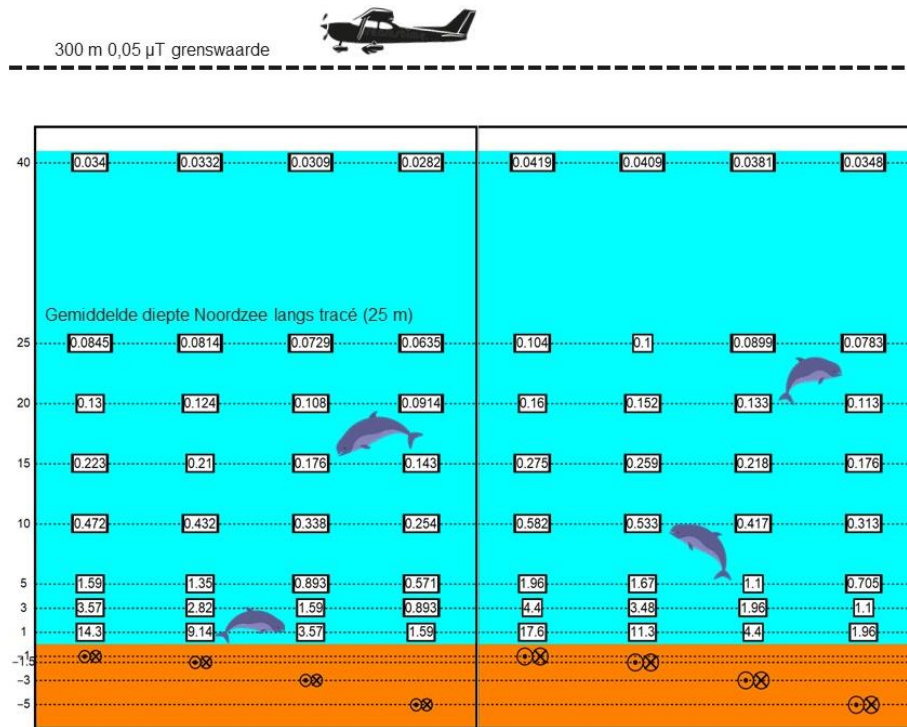 300 m 0,05 µT grenswaarde
40 0.034 0.0332 0.0309 0.0282 0.0419 0.0409 0.0381 0.0348
Gemiddelde diepte Noordzee langs tracé (25 m)
25 0.0845 0.0814 0.0729 0.0635 0.104 0.1 0.0899 0.0783
20 0.13 0.124 0.108 0.0914 0.16 0.152 0.133 0.113
15 0.223 0.21 0.176 0.143 0.275 0.259 0.218 0.176
10 0.472 0.432 0.338 0.254 0.582 0.533 0.417 0.313
5 1.59 1.35 0.893 0.571 1.96 1.67 1.1 0.705
3 3.57 2.82 1.59 0.893 4.4 3.48 1.96 1.1
1 14.3 9.14 3.57 1.59 17.6 11.3 4.4 1.96
−1
−1.5
−3
−5